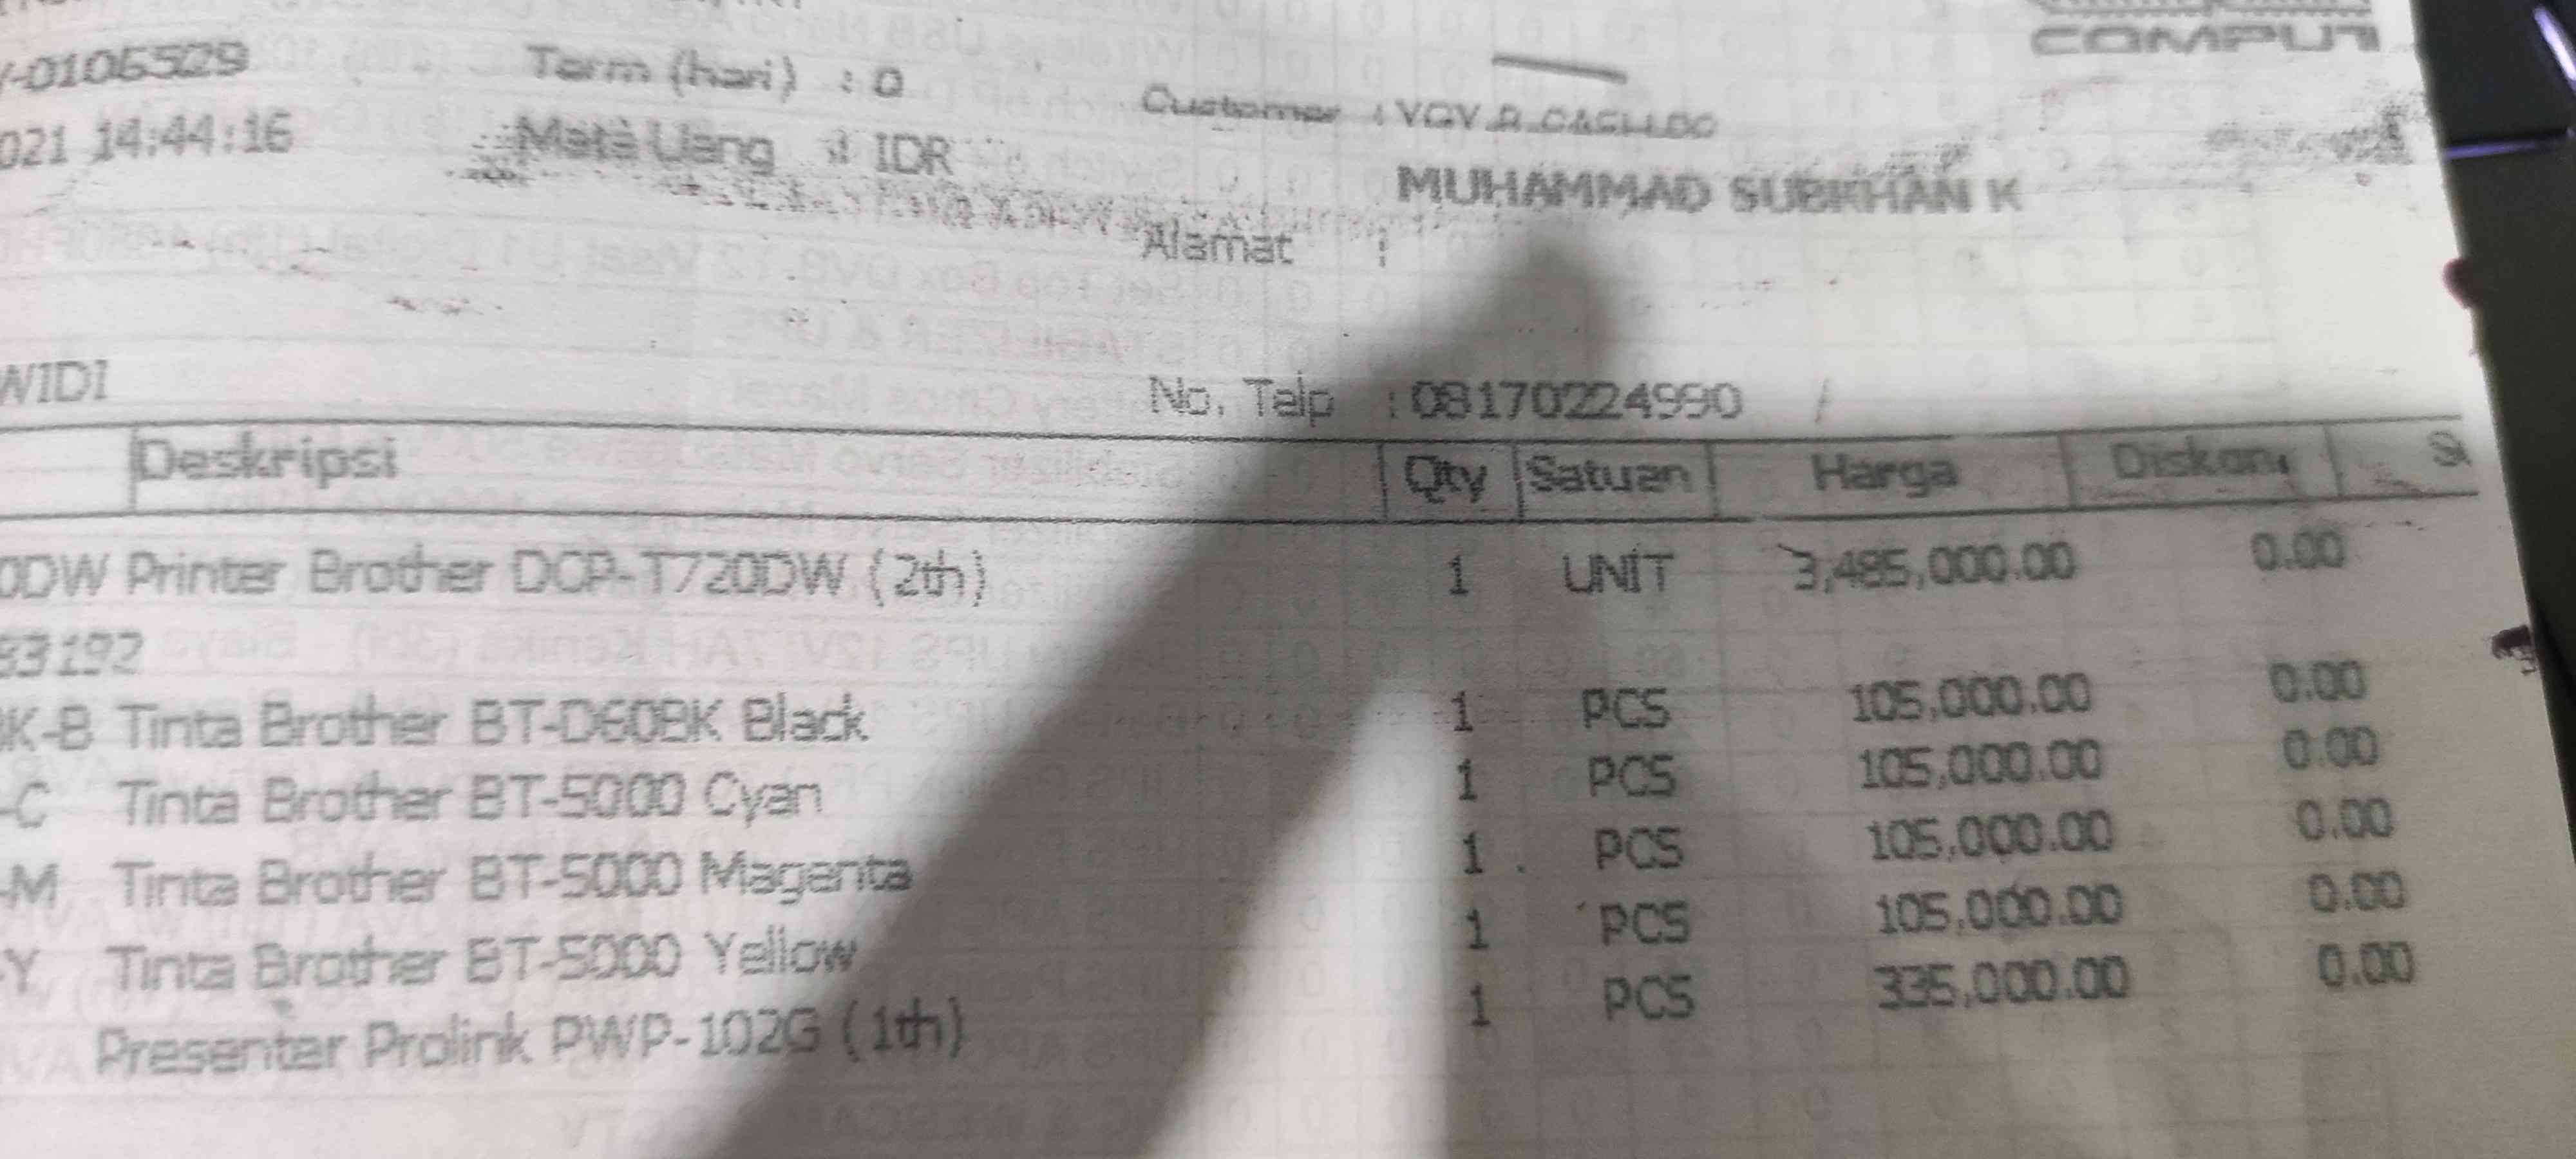 COMPUT
-0106529 Term (hari) : 0 Customer :
021 14:44:16 Mata Uang : IDR MUHAMMAD SUBKHAN K
Alamat :
WIDI No. Telp : 08170224990 /
Deskripsi Qty Satuan Harga Diskon
0DW Printer Brother DCP-T720DW (2th) 1 UNIT 3,485,000.00 0.00
83192
K-B Tinta Brother BT-D60BK Black 1 PCS 105,000.00 0.00
-C Tinta Brother BT-5000 Cyan 1 PCS 105,000.00 0.00
-M Tinta Brother BT-5000 Magenta 1 PCS 105,000.00 0.00
-Y Tinta Brother BT-5000 Yellow 1 PCS 105,000.00 0.00
Presenter Prolink PWP-102G (1th) 1 PCS 335,000.00 0.00